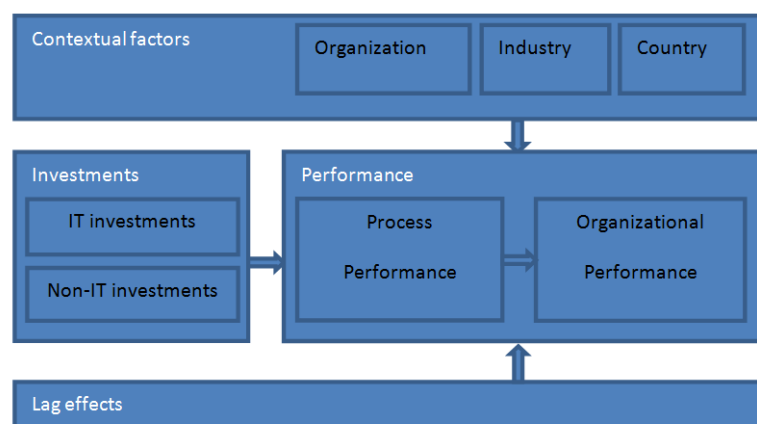 Contextual factors
Organization
Industry
Country
Investments
IT investments
Non-IT investments
Performance
Process
Performance
Organizational
Performance
Lag effects